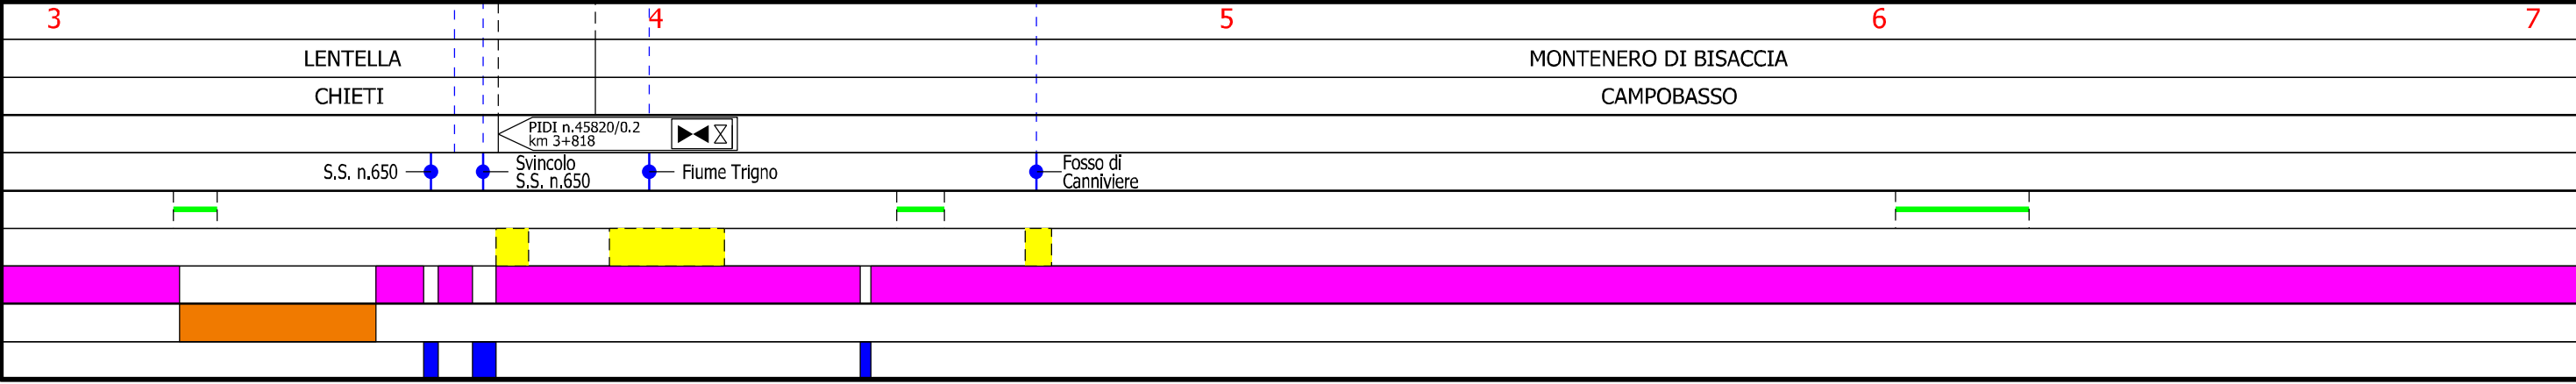 3 4 5 6 7
LENTELLA MONTENERO DI BISACCIA
CHIETI CAMPOBASSO
PIDI n.45820/0.2
km 3+818
S.S. n.650
Svincolo
S.S. n.650
Fiume Trigno
Fosso di
Canniviere